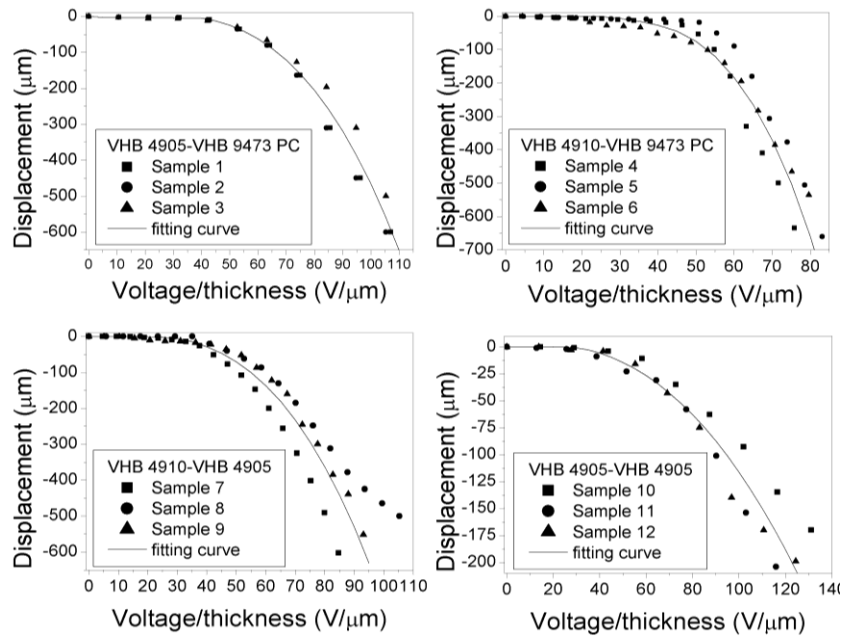 0
-100
-200
-300
-400
-500
-600
Displacement (μm)
VHB 4905-VHB 9473 PC
Sample 1
Sample 2
Sample 3
fitting curve
0 10 20 30 40 50 60 70 80 90 100 110
Voltage/thickness (V/μm)
0
-100
-200
-300
-400
-500
-600
-700
Displacement (μm)
VHB 4910-VHB 9473 PC
Sample 4
Sample 5
Sample 6
fitting curve
0 10 20 30 40 50 60 70 80
Voltage/thickness (V/μm)
0
-100
-200
-300
-400
-500
-600
Displacement (μm)
VHB 4910-VHB 4905
Sample 7
Sample 8
Sample 9
fitting curve
0 10 20 30 40 50 60 70 80 90 100 110
Voltage/thickness (V/μm)
0
-25
-50
-75
-100
-125
-150
-175
-200
Displacement (μm)
VHB 4905-VHB 4905
Sample 10
Sample 11
Sample 12
fitting curve
0 20 40 60 80 100 120 140
Voltage/thickness (V/μm)